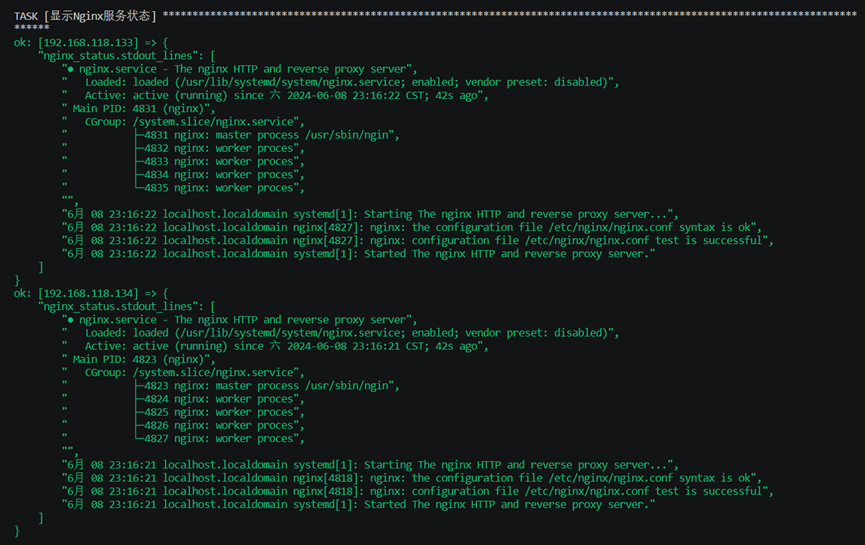 TASK [显示Nginx服务状态] *********************************************************************************************************************
******
ok: [192.168.118.133] => {
    "nginx_status.stdout_lines": [
        "● nginx.service - The nginx HTTP and reverse proxy server",
        "   Loaded: loaded (/usr/lib/systemd/system/nginx.service; enabled; vendor preset: disabled)",
        "   Active: active (running) since 六 2024-06-08 23:16:22 CST; 42s ago",
        " Main PID: 4831 (nginx)",
        "   CGroup: /system.slice/nginx.service",
        "           ├─4831 nginx: master process /usr/sbin/ngin",
        "           ├─4832 nginx: worker proces",
        "           ├─4833 nginx: worker proces",
        "           ├─4834 nginx: worker proces",
        "           └─4835 nginx: worker proces",
        "",
        "6月 08 23:16:22 localhost.localdomain systemd[1]: Starting The nginx HTTP and reverse proxy server...",
        "6月 08 23:16:22 localhost.localdomain nginx[4827]: nginx: the configuration file /etc/nginx/nginx.conf syntax is ok",
        "6月 08 23:16:22 localhost.localdomain nginx[4827]: nginx: configuration file /etc/nginx/nginx.conf test is successful",
        "6月 08 23:16:22 localhost.localdomain systemd[1]: Started The nginx HTTP and reverse proxy server."
    ]
}
ok: [192.168.118.134] => {
    "nginx_status.stdout_lines": [
        "● nginx.service - The nginx HTTP and reverse proxy server",
        "   Loaded: loaded (/usr/lib/systemd/system/nginx.service; enabled; vendor preset: disabled)",
        "   Active: active (running) since 六 2024-06-08 23:16:21 CST; 42s ago",
        " Main PID: 4823 (nginx)",
        "   CGroup: /system.slice/nginx.service",
        "           ├─4823 nginx: master process /usr/sbin/ngin",
        "           ├─4824 nginx: worker proces",
        "           ├─4825 nginx: worker proces",
        "           ├─4826 nginx: worker proces",
        "           └─4827 nginx: worker proces",
        "",
        "6月 08 23:16:21 localhost.localdomain systemd[1]: Starting The nginx HTTP and reverse proxy server...",
        "6月 08 23:16:21 localhost.localdomain nginx[4818]: nginx: the configuration file /etc/nginx/nginx.conf syntax is ok",
        "6月 08 23:16:21 localhost.localdomain nginx[4818]: nginx: configuration file /etc/nginx/nginx.conf test is successful",
        "6月 08 23:16:21 localhost.localdomain systemd[1]: Started The nginx HTTP and reverse proxy server."
    ]
}